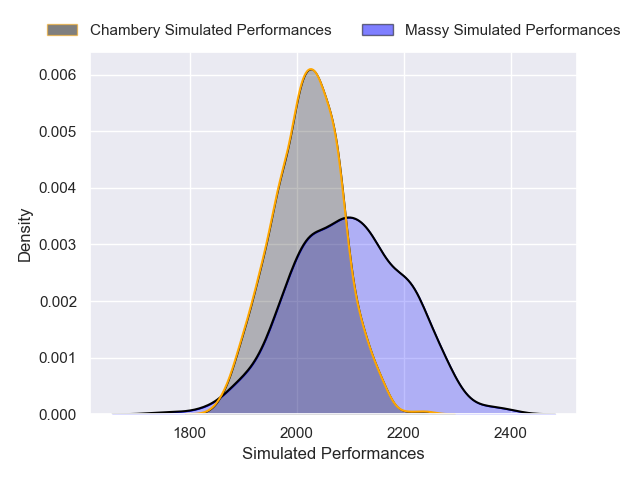 Chambery Simulated Performances
Massy Simulated Performances
0.006
0.005
0.004
0.003
0.002
0.001
0.000
Density
1800
2000
2200
2400
Simulated Performances